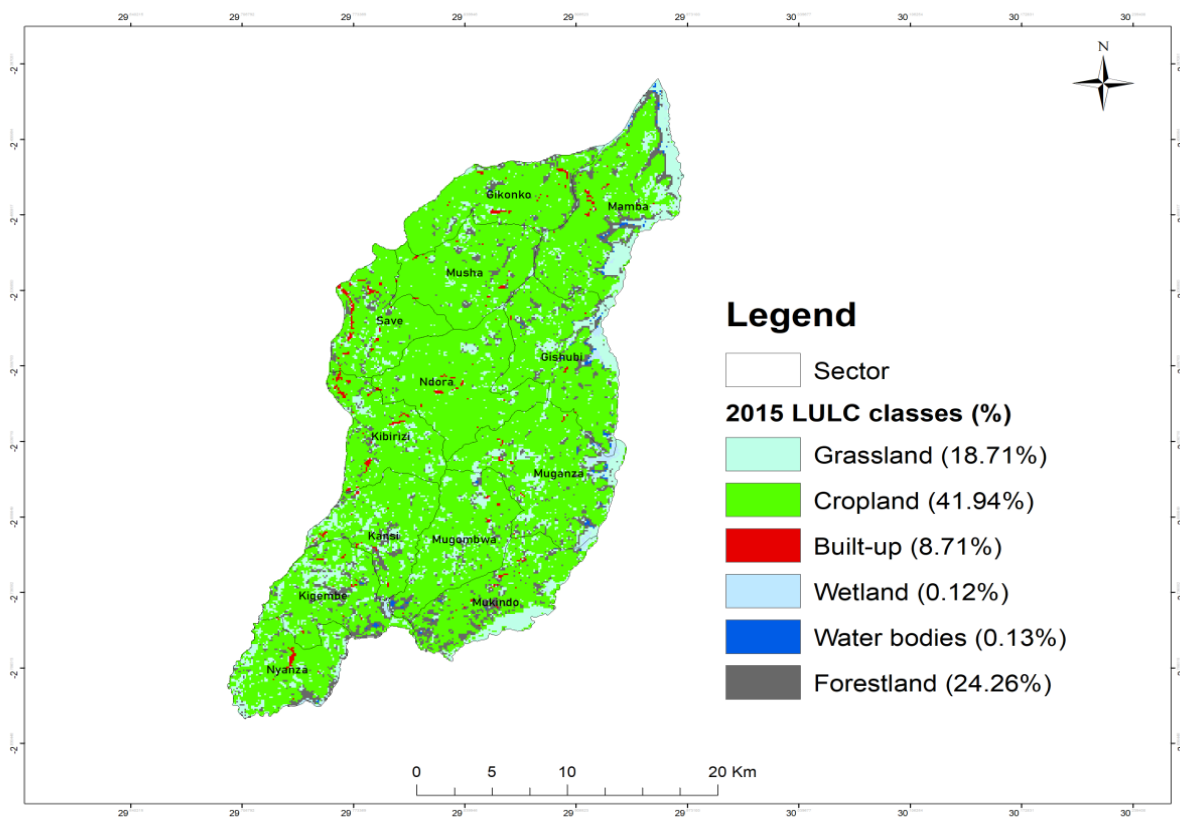 29 29 29 29 29 29 30 30 30 30
N
Gikonko
Mamba
Musha
Save
Gishubi
Ndora
Kibirizi
Muganza
Kansi
Mugombwa
Kigembe
Mukindo
Nyanza
Legend
Sector
2015 LULC classes (%)
Grassland (18.71%)
Cropland (41.94%)
Built-up (8.71%)
Wetland (0.12%)
Water bodies (0.13%)
Forestland (24.26%)
0 5 10 20 Km
29 29 29 29 29 29 30 30 30 30